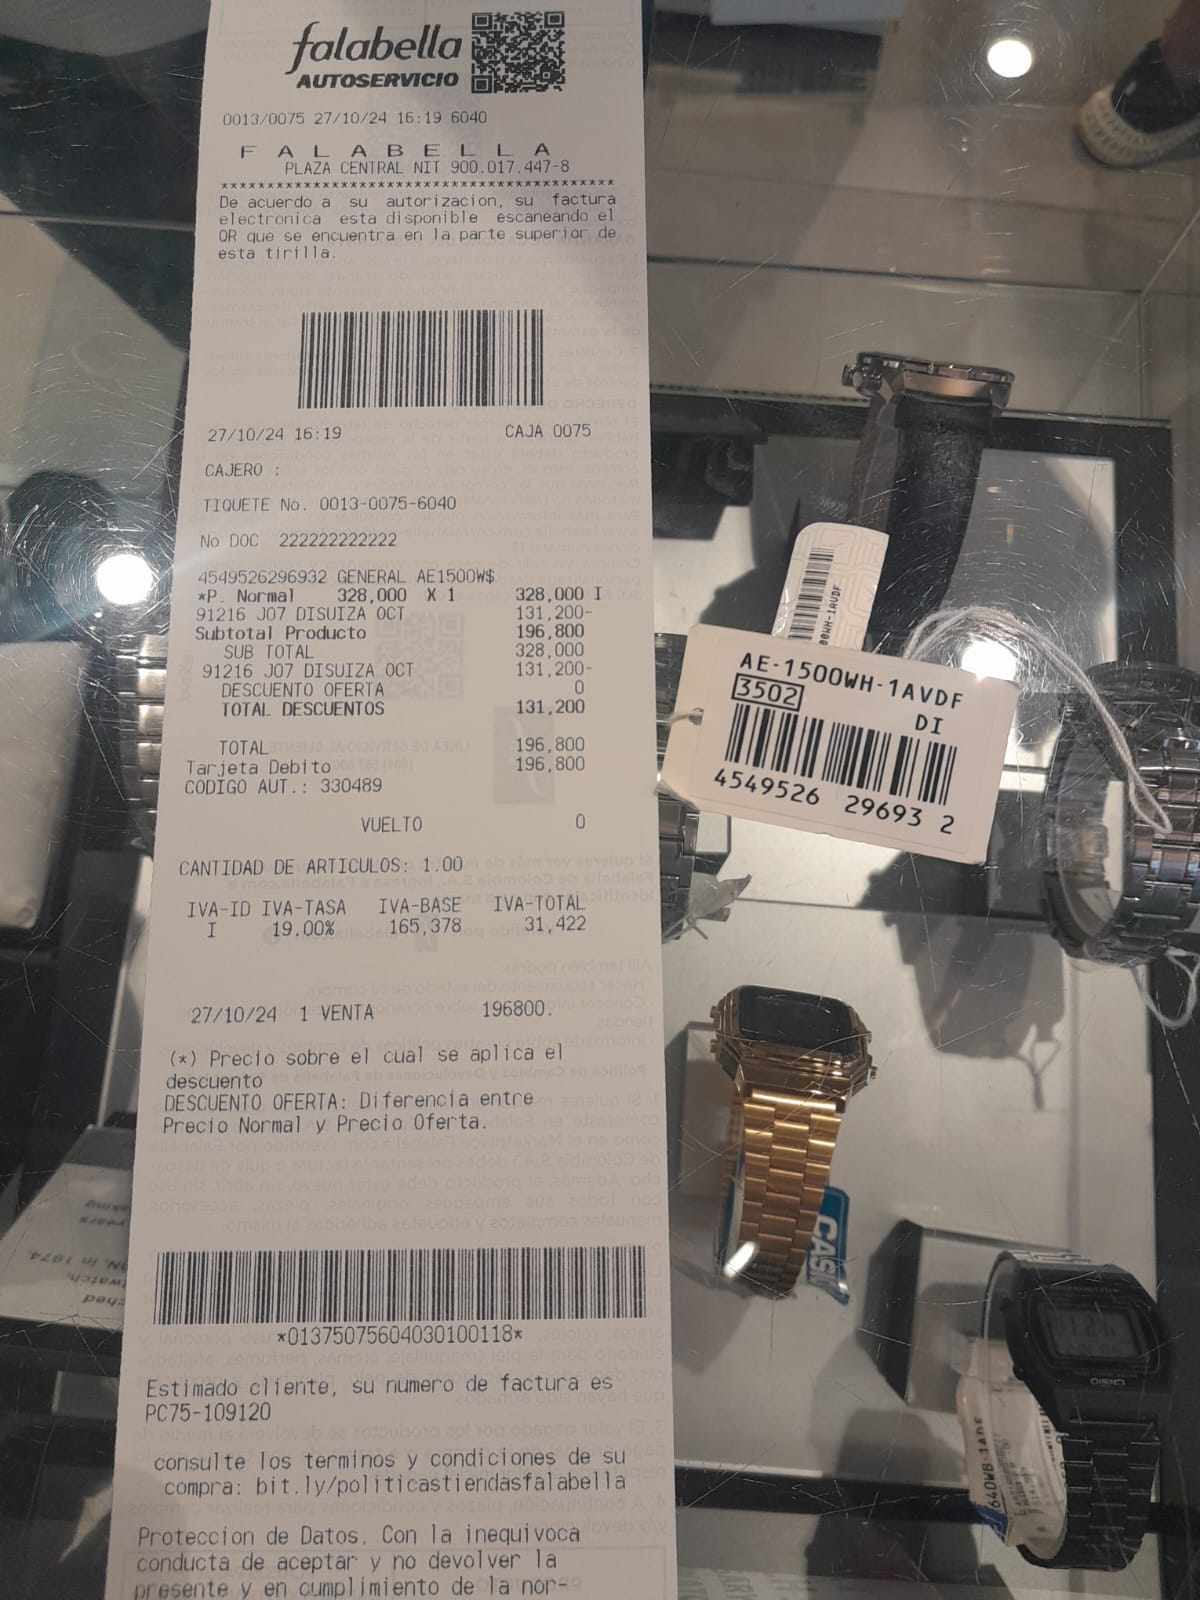 falabella
AUTOSERVICIO
0013/0075 27/10/24 16:19 6040
F A L A B E L L A
PLAZA CENTRAL NIT 900.017.447-8
********************************************
De acuerdo a su autorizacion, su factura
electronica esta disponible escaneando el
QR que se encuentra en la parte superior de
esta tirilla.
27/10/24 16:19 CAJA 0075
CAJERO :
TIQUETE No. 0013-0075-6040
No DOC 222222222222
4549526296932 GENERAL AE1500W$
*P. Normal 328,000 X 1 328,000 I
91216 J07 DISUIZA OCT 131,200-
Subtotal Producto 196,800
SUB TOTAL 328,000
91216 J07 DISUIZA OCT 131,200-
DESCUENTO OFERTA 0
TOTAL DESCUENTOS 131,200
TOTAL 196,800
Tarjeta Debito 196,800
CODIGO AUT.: 330489
VUELTO 0
CANTIDAD DE ARTICULOS: 1.00
IVA-ID IVA-TASA IVA-BASE IVA-TOTAL
I 19.00% 165,378 31,422
27/10/24 1 VENTA 196800.
(*) Precio sobre el cual se aplica el
descuento
DESCUENTO OFERTA: Diferencia entre
Precio Normal y Precio Oferta.
*01375075604030100118*
Estimado cliente, su numero de factura es
PC75-109120
consulte los terminos y condiciones de su
compra: bit.ly/politicastiendasfalabella
Proteccion de Datos. Con la inequivoca
conducta de aceptar y no devolver la
presente y en cumplimiento de la nor-
AE-1500WH-1AVDF
3502
DI
4549526 29693 2
CASIO